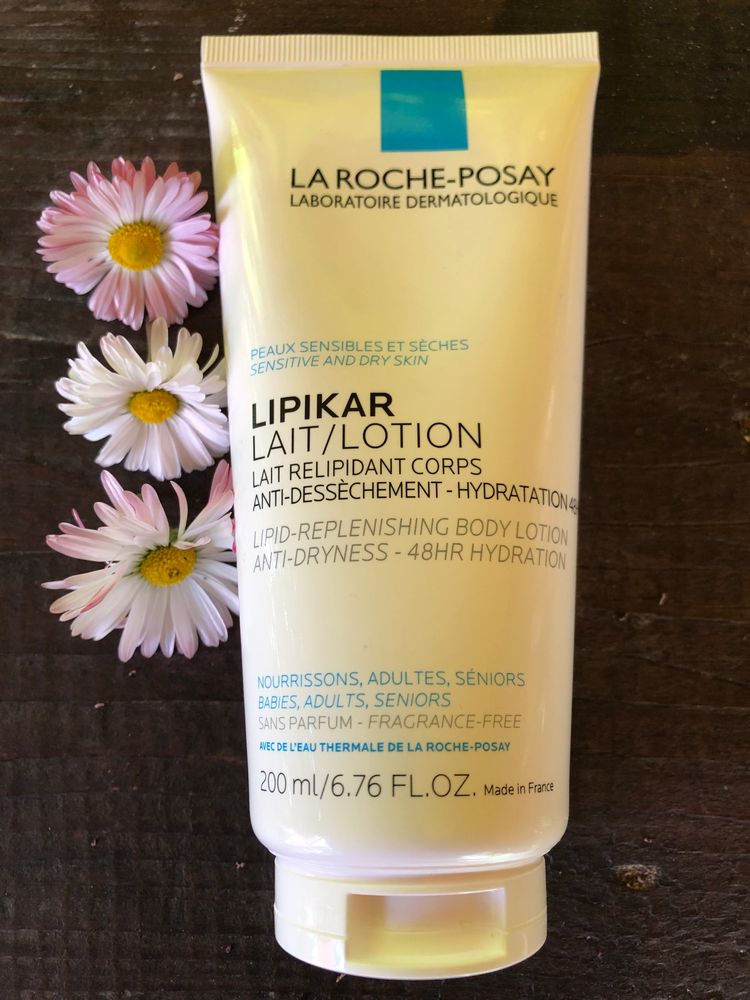 LA ROCHE-POSAY
LABORATOIRE DERMATOLOGIQUE
PEAUX SENSIBLES ET SÈCHES
SENSITIVE AND DRY SKIN
LIPIKAR
LAIT/LOTION
LAIT RELIPIDANT CORPS
ANTI-DESSÈCHEMENT - HYDRATATION 48H
LIPID-REPLENISHING BODY LOTION
ANTI-DRYNESS - 48HR HYDRATION
NOURRISSONS, ADULTES, SÉNIORS
BABIES, ADULTS, SENIORS
SANS PARFUM - FRAGRANCE-FREE
AVEC DE L'EAU THERMALE DE LA ROCHE-POSAY
200 ml/6.76 FL.OZ. Made in France